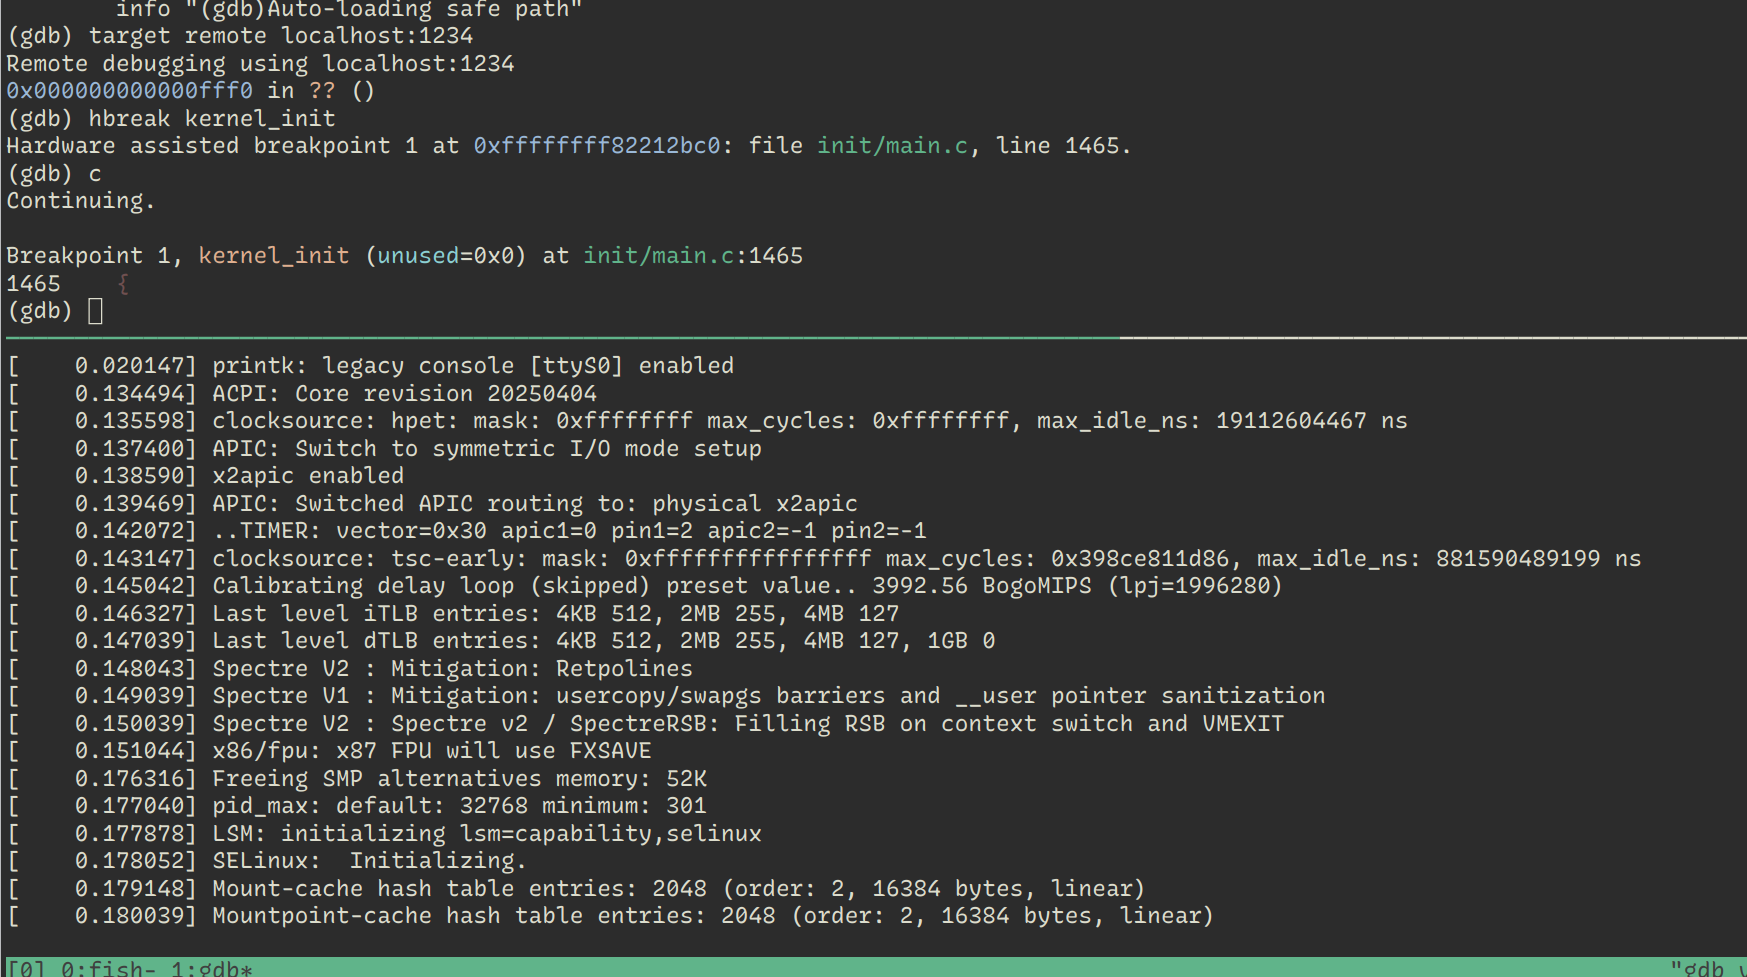 info "(gdb)Auto-loading safe path"
(gdb) target remote localhost:1234
Remote debugging using localhost:1234
0x000000000000fff0 in ?? ()
(gdb) hbreak kernel_init
Hardware assisted breakpoint 1 at 0xffffffff82212bc0: file init/main.c, line 1465.
(gdb) c
Continuing.
Breakpoint 1, kernel_init (unused=0x0) at init/main.c:1465
1465    {
(gdb)
[    0.020147] printk: legacy console [ttyS0] enabled
[    0.134494] ACPI: Core revision 20250404
[    0.135598] clocksource: hpet: mask: 0xffffffff max_cycles: 0xffffffff, max_idle_ns: 19112604467 ns
[    0.137400] APIC: Switch to symmetric I/O mode setup
[    0.138590] x2apic enabled
[    0.139469] APIC: Switched APIC routing to: physical x2apic
[    0.142072] ..TIMER: vector=0x30 apic1=0 pin1=2 apic2=-1 pin2=-1
[    0.143147] clocksource: tsc-early: mask: 0xffffffffffffffff max_cycles: 0x398ce811d86, max_idle_ns: 881590489199 ns
[    0.145042] Calibrating delay loop (skipped) preset value.. 3992.56 BogoMIPS (lpj=1996280)
[    0.146327] Last level iTLB entries: 4KB 512, 2MB 255, 4MB 127
[    0.147039] Last level dTLB entries: 4KB 512, 2MB 255, 4MB 127, 1GB 0
[    0.148043] Spectre V2 : Mitigation: Retpolines
[    0.149039] Spectre V1 : Mitigation: usercopy/swapgs barriers and __user pointer sanitization
[    0.150039] Spectre V2 : Spectre v2 / SpectreRSB: Filling RSB on context switch and VMEXIT
[    0.151044] x86/fpu: x87 FPU will use FXSAVE
[    0.176316] Freeing SMP alternatives memory: 52K
[    0.177040] pid_max: default: 32768 minimum: 301
[    0.177878] LSM: initializing lsm=capability,selinux
[    0.178052] SELinux:  Initializing.
[    0.179148] Mount-cache hash table entries: 2048 (order: 2, 16384 bytes, linear)
[    0.180039] Mountpoint-cache hash table entries: 2048 (order: 2, 16384 bytes, linear)
[0] 0:fish- 1:gdb* "gdb